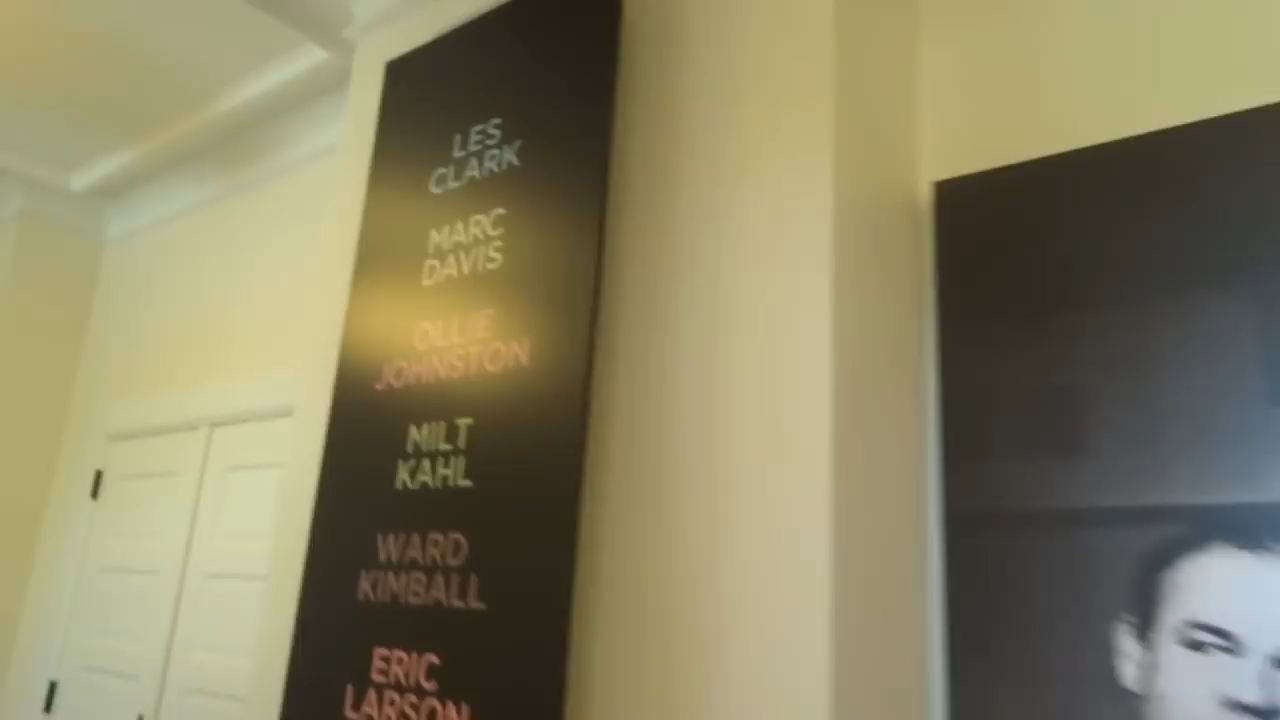 LES
CLARK
MARC
DAVIS
OLLIE
JOHNSTON
MILT
KAHL
WARD
KIMBALL
ERIC
LARSON